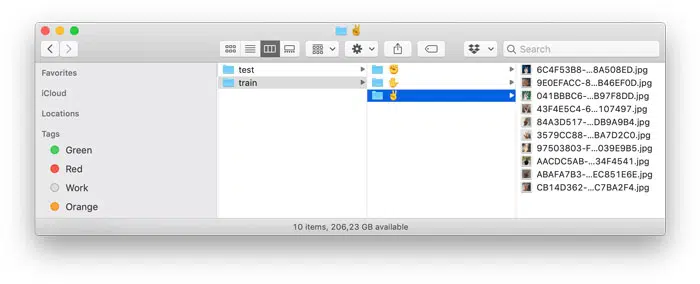 ✌️
Search
Favorites
iCloud
Locations
Tags
Green
Red
Work
Orange
test
train
✊
✋
✌️
6C4F53B8-...8A508ED.jpg
9E0EFACC-8...B46EF0D.jpg
041BBBC6-...B97F8DD.jpg
43F4E5C4-6...107497.jpg
84A3D517-...DB9A9B4.jpg
3579CC88-...BA7D2C0.jpg
97503803-F...039E9B5.jpg
AACDC5AB-...34F4541.jpg
ABAFA7B3-...EC851E6E.jpg
CB14D362-...C7BA2F4.jpg
10 items, 206,23 GB available